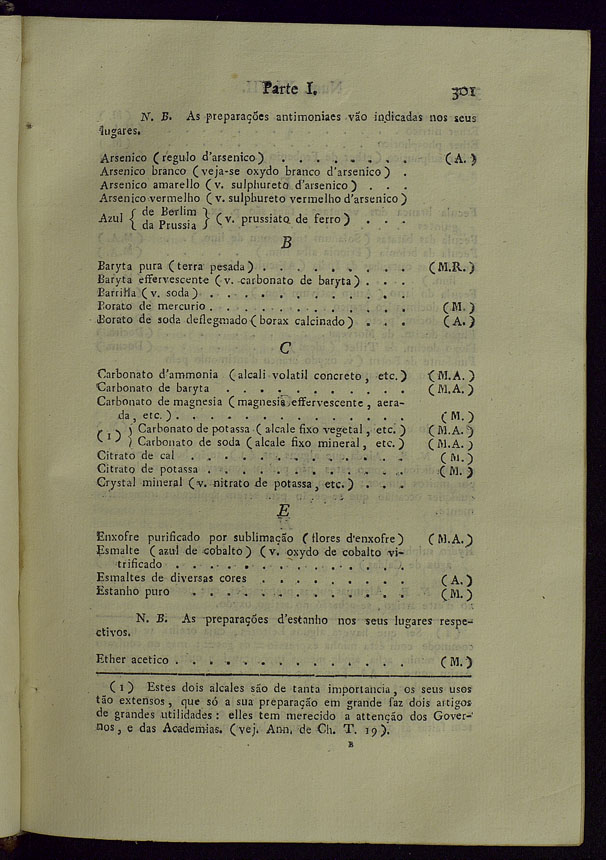 Parte I. 301
N. B. As preparações antimoniaes vão indicadas nos seus
lugares.
Arsenico (regulo d'arsenico) . . . . . . . (A.)
Arsenico branco (veja-se oxydo branco d'arsenico) .
Arsenico amarello (v. sulphureto d'arsenico) . . .
Arsenico vermelho (v. sulphureto vermelho d'arsenico)
Azul { de Berlim } (v. prussiato de ferro) . . .
{ da Prussia }
B
Baryta pura (terra pesada) . . . . . . . . (M.R.)
Baryta effervescente (v. carbonato de baryta) . . .
Barrilla (v. soda) . . . . . . . . . . .
Borato de mercurio . . . . . . . . . . . (M.)
Borato de soda deflegmado (borax calcinado) . . . (A.)
C
Carbonato d'ammonia (alcali volatil concreto, etc.) (M.A.)
Carbonato de baryta . . . . . . . . . . (M.A.)
Carbonato de magnesia (magnesia effervescente, aera-
da, etc.) . . . . . . . . . . . . . (M.)
(1) } Carbonato de potassa (alcale fixo vegetal, etc.) (M.A.)
} Carbonato de soda (alcale fixo mineral, etc.) (M.A.)
Citrato de cal . . . . . . . . . . . . (M.)
Citrato de potassa . . . . . . . . . . . (M.)
Crystal mineral (v. nitrato de potassa, etc.) . . . .
E
Enxofre purificado por sublimação (flores d'enxofre) (M.A.)
Esmalte (azul de cobalto) (v. oxydo de cobalto vi-
trificado . . . . . . . . . . . . .
Esmaltes de diversas cores . . . . . . . . (A.)
Estanho puro . . . . . . . . . . . . (M.)
N. B. As preparações d'estanho nos seus lugares respe-
ctivos.
Ether acetico . . . . . . . . . . . . . (M.)
(1) Estes dois alcales são de tanta importancia, os seus usos
tão extensos, que só a sua preparação em grande faz dois artigos
de grandes utilidades: elles tem merecido a attenção dos Gover-
nos, e das Academias. (vej. Ann. de Ch. T. 19).
B